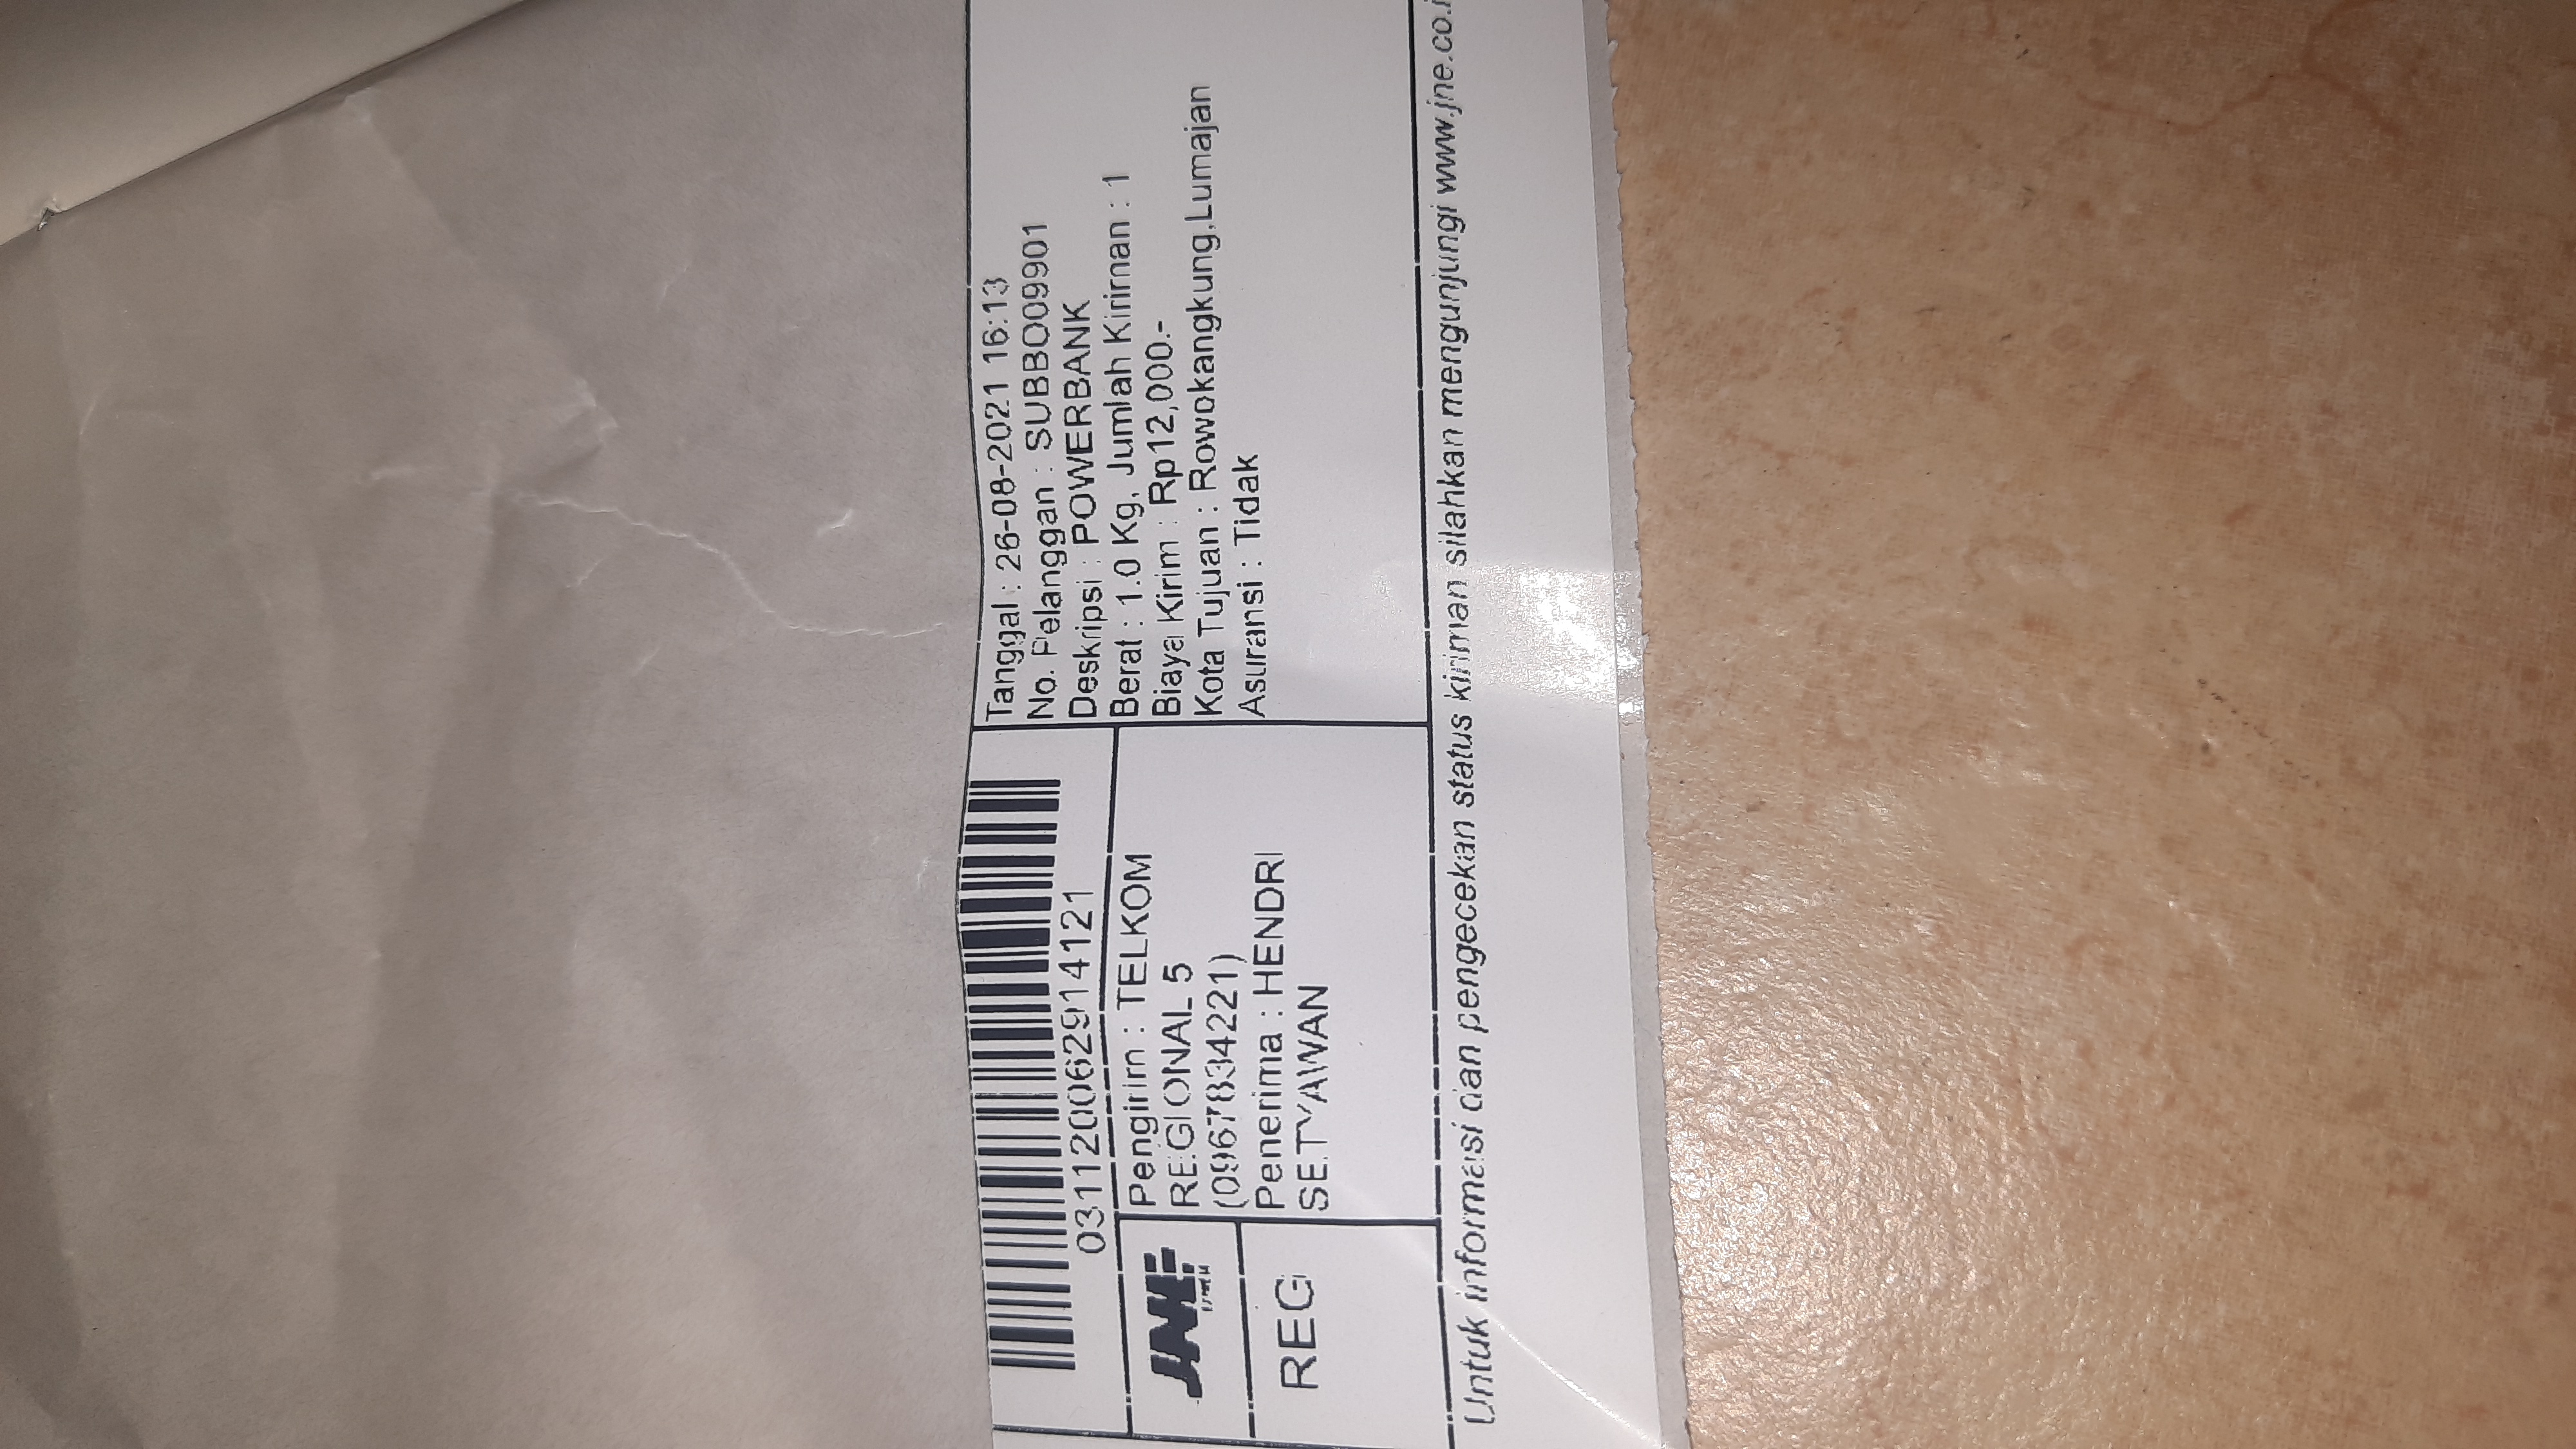 031120062914121
JNE
EXPRESS
REG
Pengirim : TELKOM
REGIONAL 5
(0967834221)
Penerima : HENDRI
SETYAWAN
Tanggal : 26-08-2021 16:13
No. Pelanggan : SUBBO09901
Deskripsi : POWERBANK
Berat : 1.0 Kg, Jumlah Kiriman : 1
Biaya Kirim : Rp12,000.-
Kota Tujuan : Rowokangkung,Lumajan
Asuransi : Tidak
Untuk informasi dan pengecekan status kiriman silahkan mengunjungi www.jne.co.i